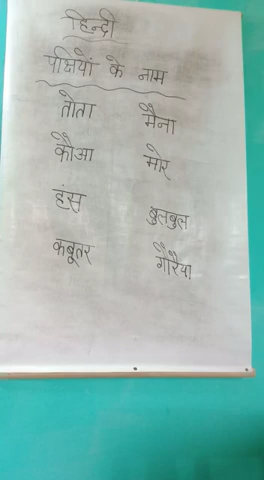 हिन्दी
पक्षियों के नाम
तोता मैना
कौआ मोर
हंस बुलबुल
कबूतर गौरैया